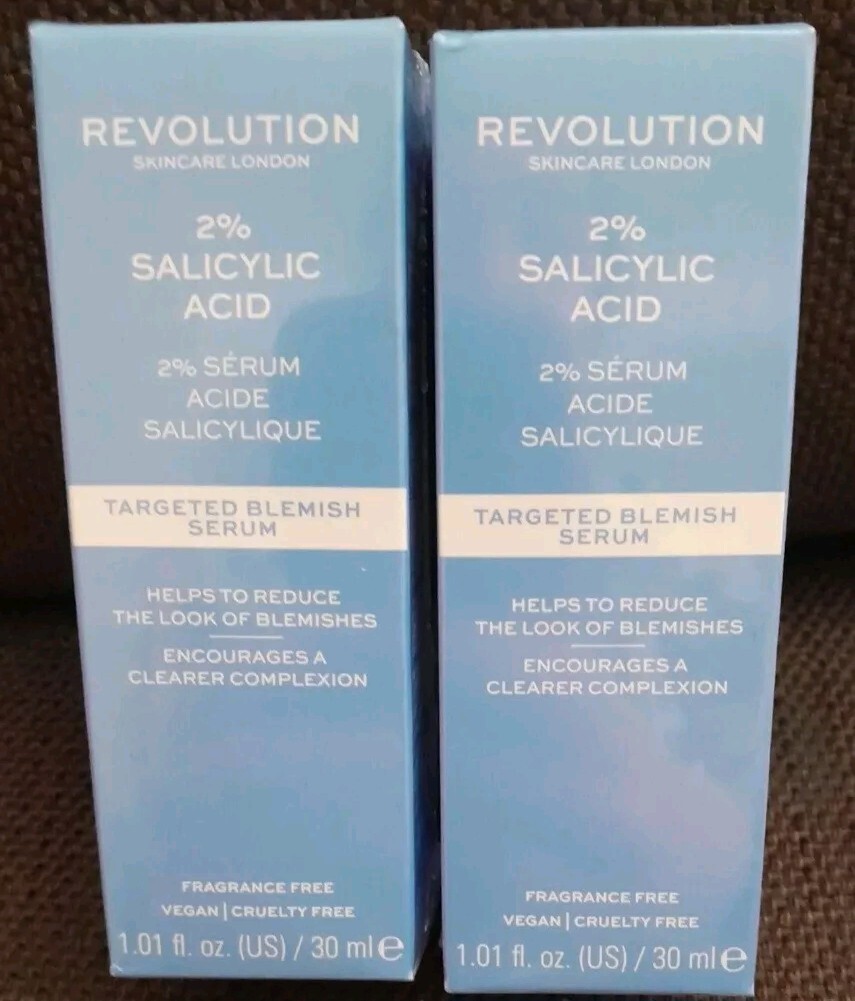 REVOLUTION
SKINCARE LONDON
2%
SALICYLIC
ACID
2% SÉRUM
ACIDE
SALICYLIQUE
TARGETED BLEMISH
SERUM
HELPS TO REDUCE
THE LOOK OF BLEMISHES
ENCOURAGES A
CLEARER COMPLEXION
FRAGRANCE FREE
VEGAN | CRUELTY FREE
1.01 fl. oz. (US) / 30 ml e
REVOLUTION
SKINCARE LONDON
2%
SALICYLIC
ACID
2% SÉRUM
ACIDE
SALICYLIQUE
TARGETED BLEMISH
SERUM
HELPS TO REDUCE
THE LOOK OF BLEMISHES
ENCOURAGES A
CLEARER COMPLEXION
FRAGRANCE FREE
VEGAN | CRUELTY FREE
1.01 fl. oz. (US) / 30 ml e